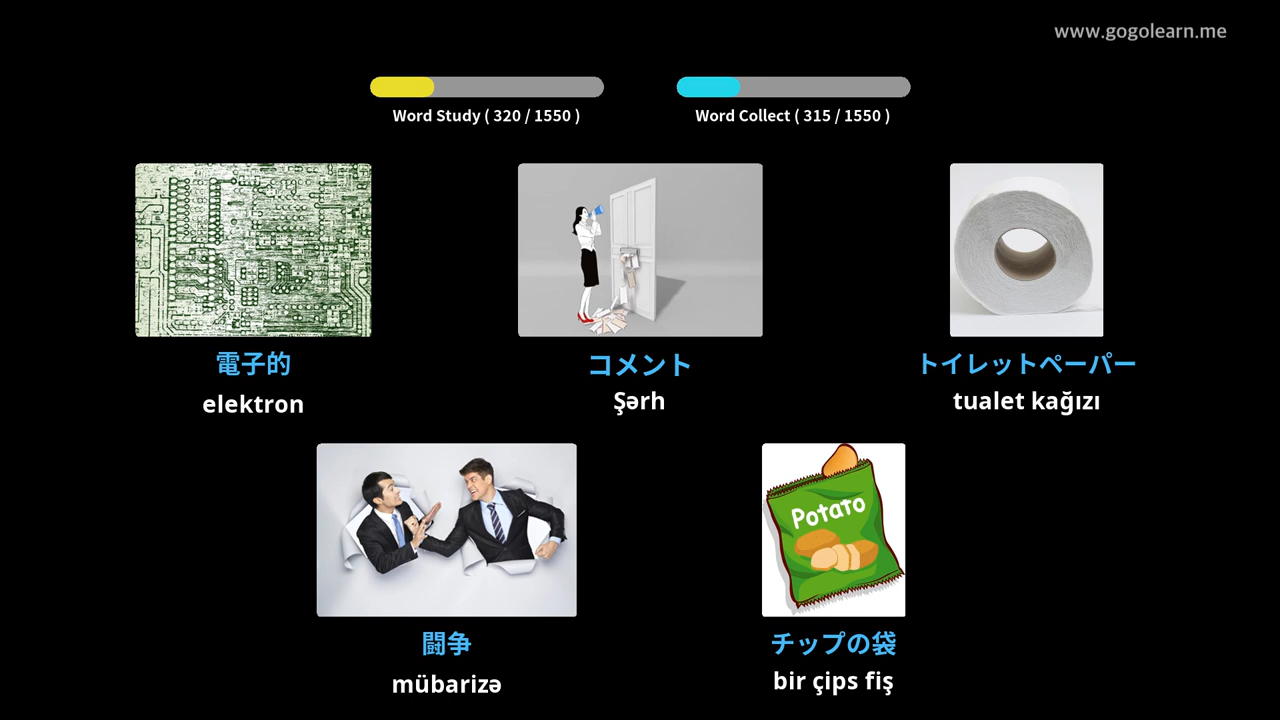 www.gogolearn.me
Word Study ( 320 / 1550 )
Word Collect ( 315 / 1550 )
電子的
コメント
トイレットペーパー
elektron
Şərh
tualet kağızı
Potato
闘争
チップの袋
mübarizə
bir çips fiş